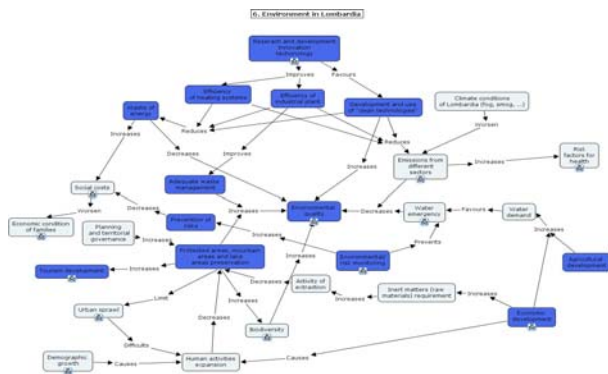 6. Environment in Lombardia
Research and development
innovation
technology
Improves
Favours
Efficiency
of heating systems
Efficiency of
industrial plant
Development and use
of "clean technologies"
Climate conditions
of Lombardia (fog, smog, ...)
Waste of
energy
Reduces
Reduces
Worsen
Increases
Decreases
Improves
Increases
Emissions from
different
sectors
Increases
Risk
factors for
health
Social costs
Adequate waste
management
Decreases
Worsen
Decreases
Increases
Environmental
quality
Decreases
Water
emergency
Favours
Water
demand
Economic condition
of families
Planning
and territorial
governance
Prevention of
risks
Increases
Prevents
Increases
Increases
Protected areas, mountain
areas and land
areas preservation
Environmental
risk monitoring
Tourism development
Increases
Agricultural
development
Decreases
Activity of
extraction
Increases
Inert matters (raw
materials) requirement
Increases
Limit
Increases
Increases
Urban sprawl
Decreases
Biodiversity
Economic
development
Difficults
Demographic
growth
Causes
Human activities
expansion
Causes